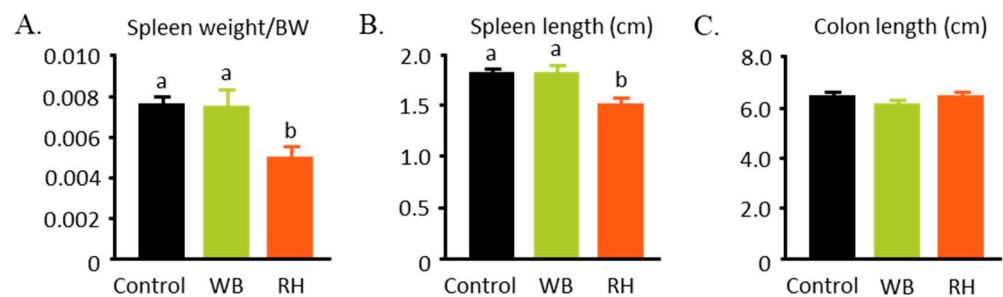 A. Spleen weight/BW
0.010
0.008
0.006
0.004
0.002
0
a
a
b
Control WB RH
B. Spleen length (cm)
2.0
1.5
1.0
0.5
0
a
a
b
Control WB RH
C. Colon length (cm)
8.0
6.0
4.0
2.0
0
Control WB RH